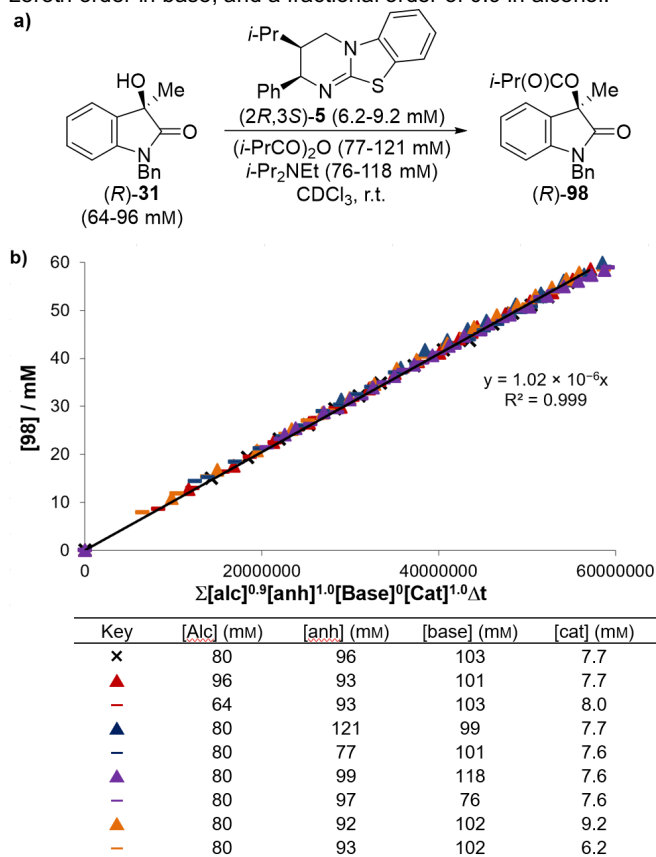 zeroth order in base, and a fractional order of 0.9 in alcohol.
a)
i-Pr
N
Ph
N
S
(2R,3S)-5 (6.2-9.2 mM)
(i-PrCO)2O (77-121 mM)
i-Pr2NEt (76-118 mM)
CDCl3, r.t.
HO
Me
O
N
Bn
(R)-31
(64-96 mM)
i-Pr(O)CO
Me
O
N
Bn
(R)-98
b)
[98] / mM
60
50
40
30
20
10
0
y = 1.02 × 10⁻⁶x
R² = 0.999
0 20000000 40000000 60000000
Σ[alc]^0.9[anh]^1.0[Base]^0[Cat]^1.0Δt
Key [Alc] (mM) [anh] (mM) [base] (mM) [cat] (mM)
× 80 96 103 7.7
▲ 96 93 101 7.7
– 64 93 103 8.0
▲ 80 121 99 7.7
– 80 77 101 7.6
▲ 80 99 118 7.6
– 80 97 76 7.6
▲ 80 92 102 9.2
– 80 93 102 6.2